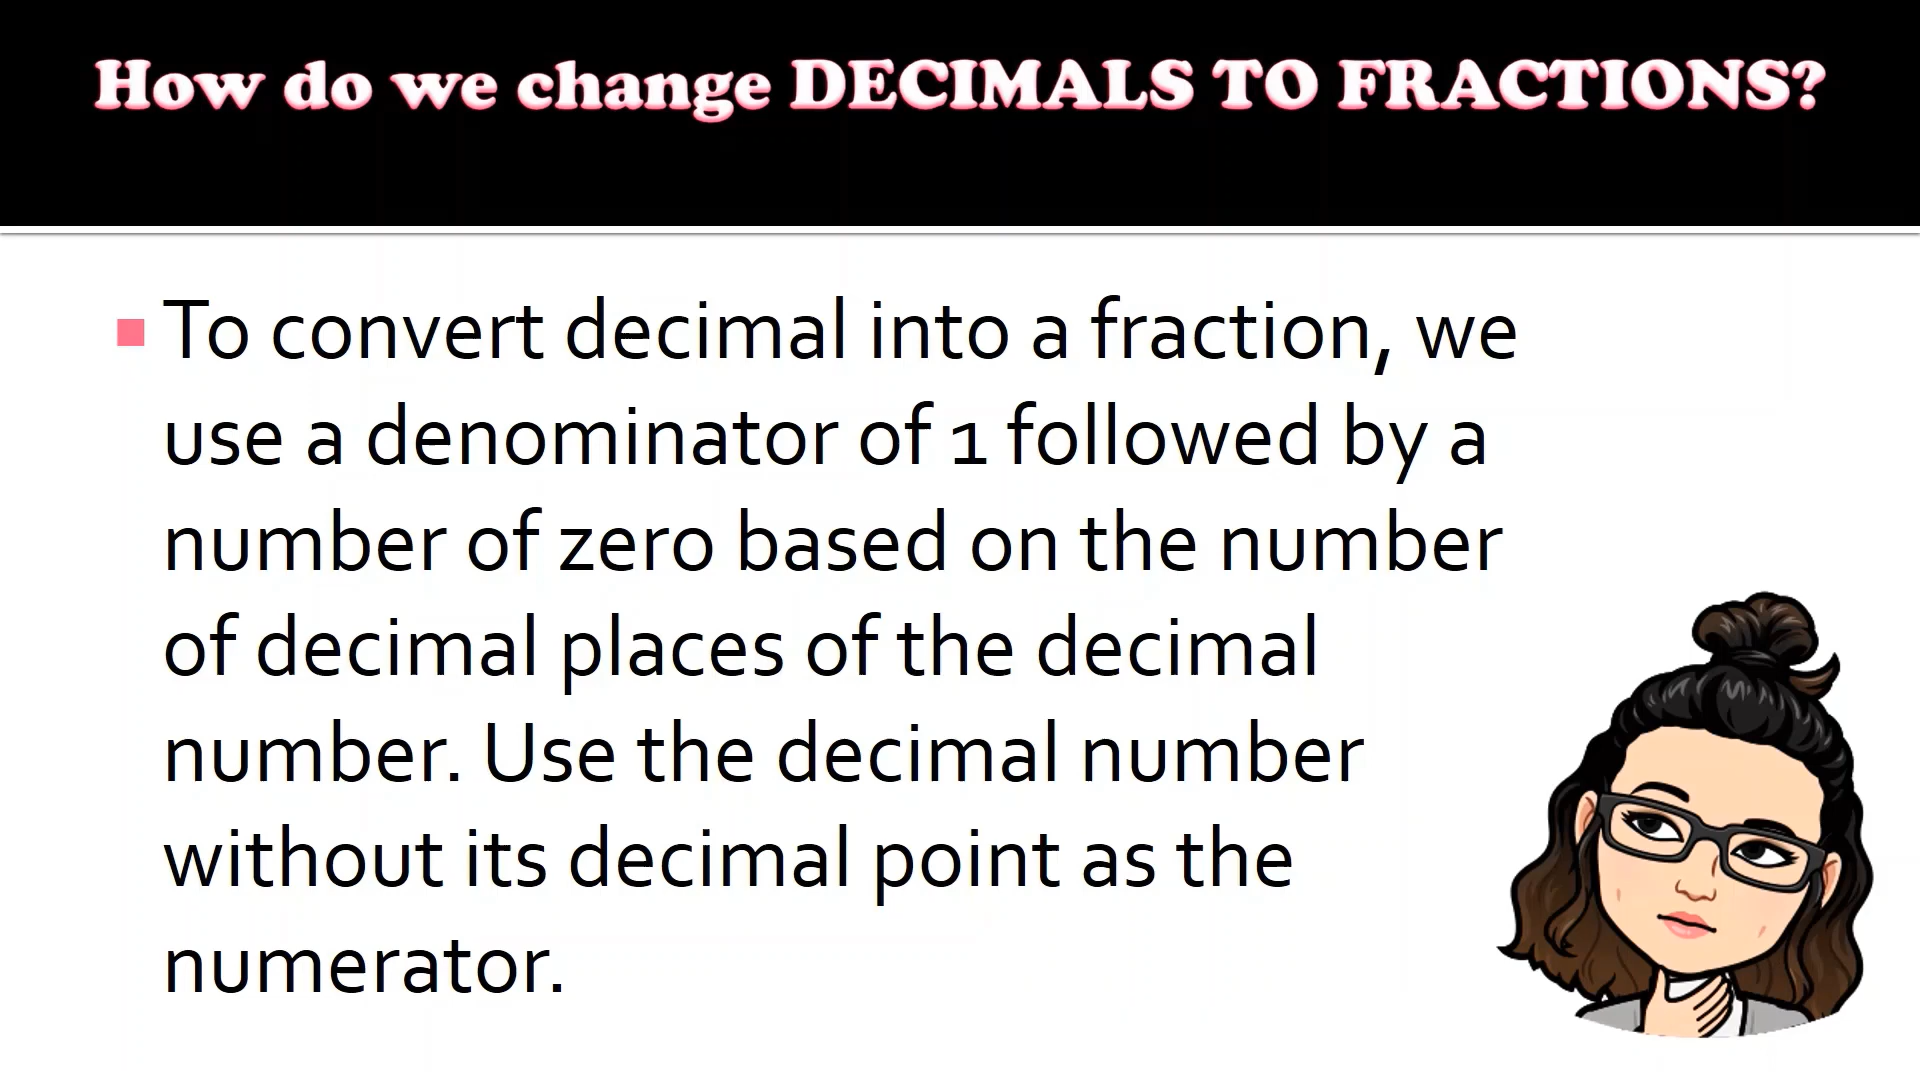 How do we change DECIMALS TO FRACTIONS?
To convert decimal into a fraction, we
use a denominator of 1 followed by a
number of zero based on the number
of decimal places of the decimal
number. Use the decimal number
without its decimal point as the
numerator.